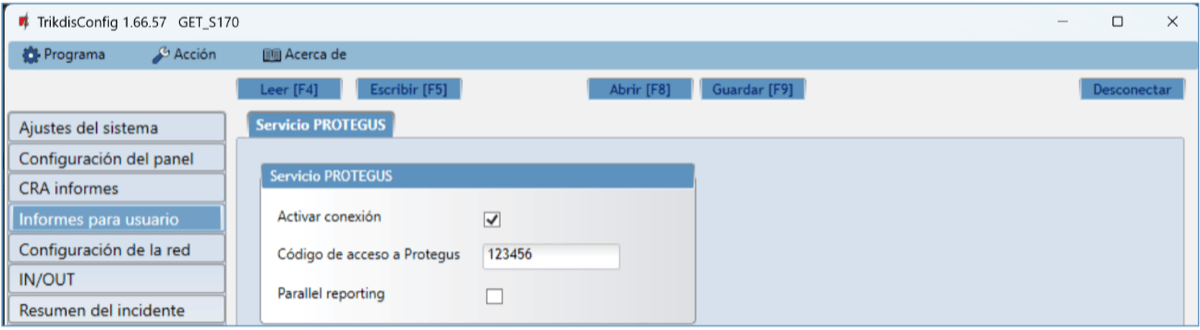 TrikdisConfig 1.66.57 GET_S170
Programa Acción Acerca de
Leer [F4] Escribir [F5] Abrir [F8] Guardar [F9] Desconectar
Ajustes del sistema
Configuración del panel
CRA informes
Informes para usuario
Configuración de la red
IN/OUT
Resumen del incidente
Servicio PROTEGUS
Servicio PROTEGUS
Activar conexión
Código de acceso a Protegus 123456
Parallel reporting